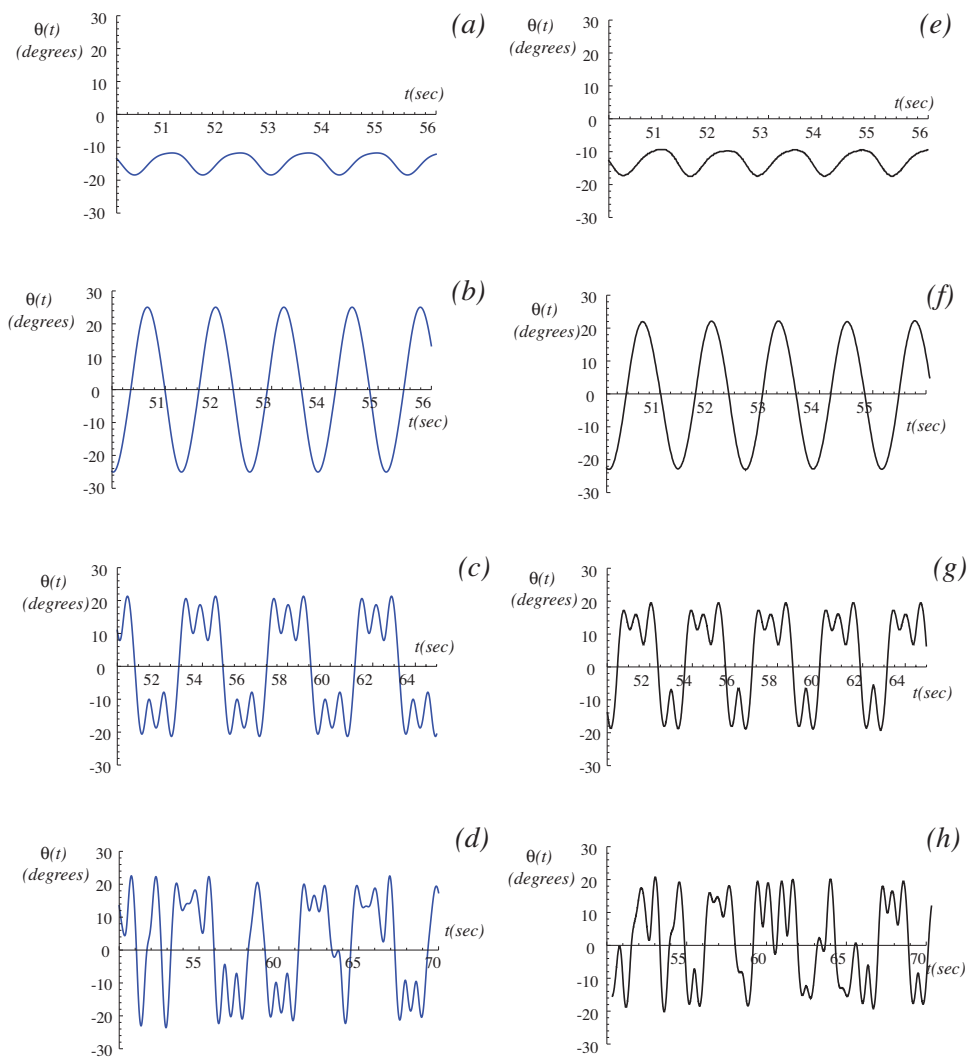 θ(t)
(degrees)
(a)
30
20
10
0
-10
-20
-30
t(sec)
51 52 53 54 55 56
θ(t)
(degrees)
(e)
30
20
10
0
-10
-20
-30
t(sec)
51 52 53 54 55 56
θ(t)
(degrees)
(b)
30
20
10
0
-10
-20
-30
51 52 53 54 55 56
t(sec)
θ(t)
(degrees)
(f)
30
20
10
0
-10
-20
-30
51 52 53 54 55
t(sec)
θ(t)
(degrees)
(c)
30
20
10
0
-10
-20
-30
t(sec)
52 54 56 58 60 62 64
θ(t)
(degrees)
(g)
30
20
10
0
-10
-20
-30
52 54 56 58 60 62 64
t(sec)
θ(t)
(degrees)
(d)
30
20
10
0
-10
-20
-30
t(sec)
55 60 65 70
θ(t)
(degrees)
(h)
30
20
10
0
-10
-20
-30
55 60 65 70
t(sec)